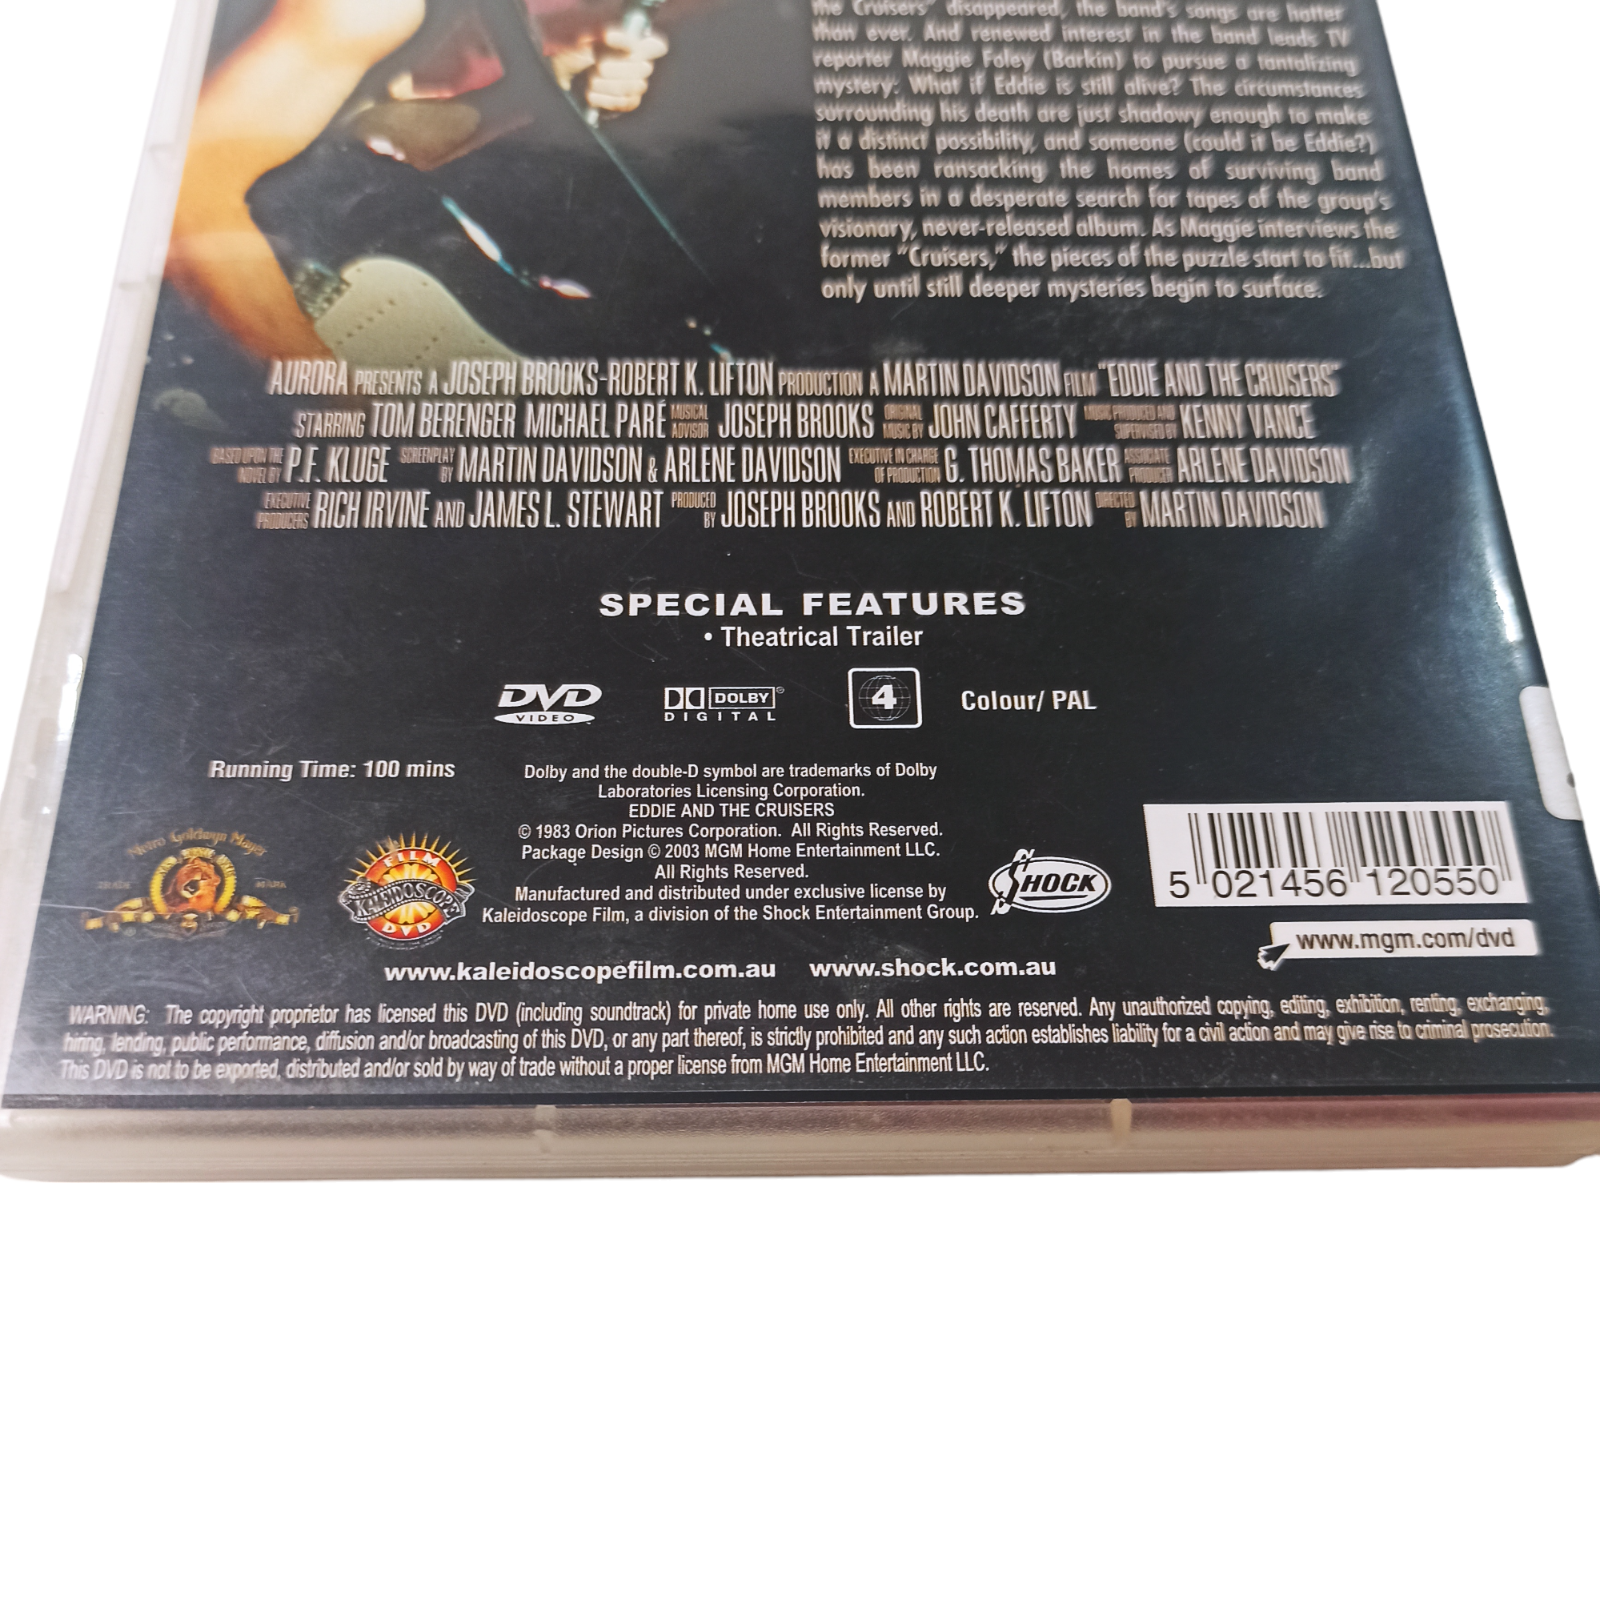 the Cruisers" disappeared, the band's songs are hotter
than ever. And renewed interest in the band leads TV
reporter Maggie Foley (Barkin) to pursue a tantalizing
mystery: What if Eddie is still alive? The circumstances
surrounding his death are just shadowy enough to make
it a distinct possibility, and someone (could it be Eddie?)
has been ransacking the homes of surviving band
members in a desperate search for tapes of the group's
visionary, never-released album. As Maggie interviews the
former "Cruisers," the pieces of the puzzle start to fit...but
only until still deeper mysteries begin to surface.
AURORA PRESENTS A JOSEPH BROOKS-ROBERT K. LIFTON PRODUCTION A MARTIN DAVIDSON FILM "EDDIE AND THE CRUISERS"
STARRING TOM BERENGER MICHAEL PARÉ MUSICAL ADVISOR JOSEPH BROOKS ORIGINAL MUSIC BY JOHN CAFFERTY MUSIC PRODUCED AND SUPERVISED BY KENNY VANCE
BASED UPON THE NOVEL BY P.F. KLUGE SCREENPLAY BY MARTIN DAVIDSON & ARLENE DAVIDSON EXECUTIVE IN CHARGE OF PRODUCTION G. THOMAS BAKER ASSOCIATE PRODUCER ARLENE DAVIDSON
EXECUTIVE PRODUCERS RICH IRVINE AND JAMES L. STEWART PRODUCED BY JOSEPH BROOKS AND ROBERT K. LIFTON DIRECTED BY MARTIN DAVIDSON
SPECIAL FEATURES
• Theatrical Trailer
DVD VIDEO
DOLBY DIGITAL
4
Colour/ PAL
Running Time: 100 mins
Dolby and the double-D symbol are trademarks of Dolby
Laboratories Licensing Corporation.
EDDIE AND THE CRUISERS
© 1983 Orion Pictures Corporation. All Rights Reserved.
Package Design © 2003 MGM Home Entertainment LLC.
All Rights Reserved.
Manufactured and distributed under exclusive license by
Kaleidoscope Film, a division of the Shock Entertainment Group.
Metro Goldwyn Mayer
TRADE MARK
FILM
KALEIDOSCOPE
DVD
SHOCK
5 021456 120550
www.mgm.com/dvd
www.kaleidoscopefilm.com.au www.shock.com.au
WARNING: The copyright proprietor has licensed this DVD (including soundtrack) for private home use only. All other rights are reserved. Any unauthorized copying, editing, exhibition, renting, exchanging,
hiring, lending, public performance, diffusion and/or broadcasting of this DVD, or any part thereof, is strictly prohibited and any such action establishes liability for a civil action and may give rise to criminal prosecution.
This DVD is not to be exported, distributed and/or sold by way of trade without a proper license from MGM Home Entertainment LLC.